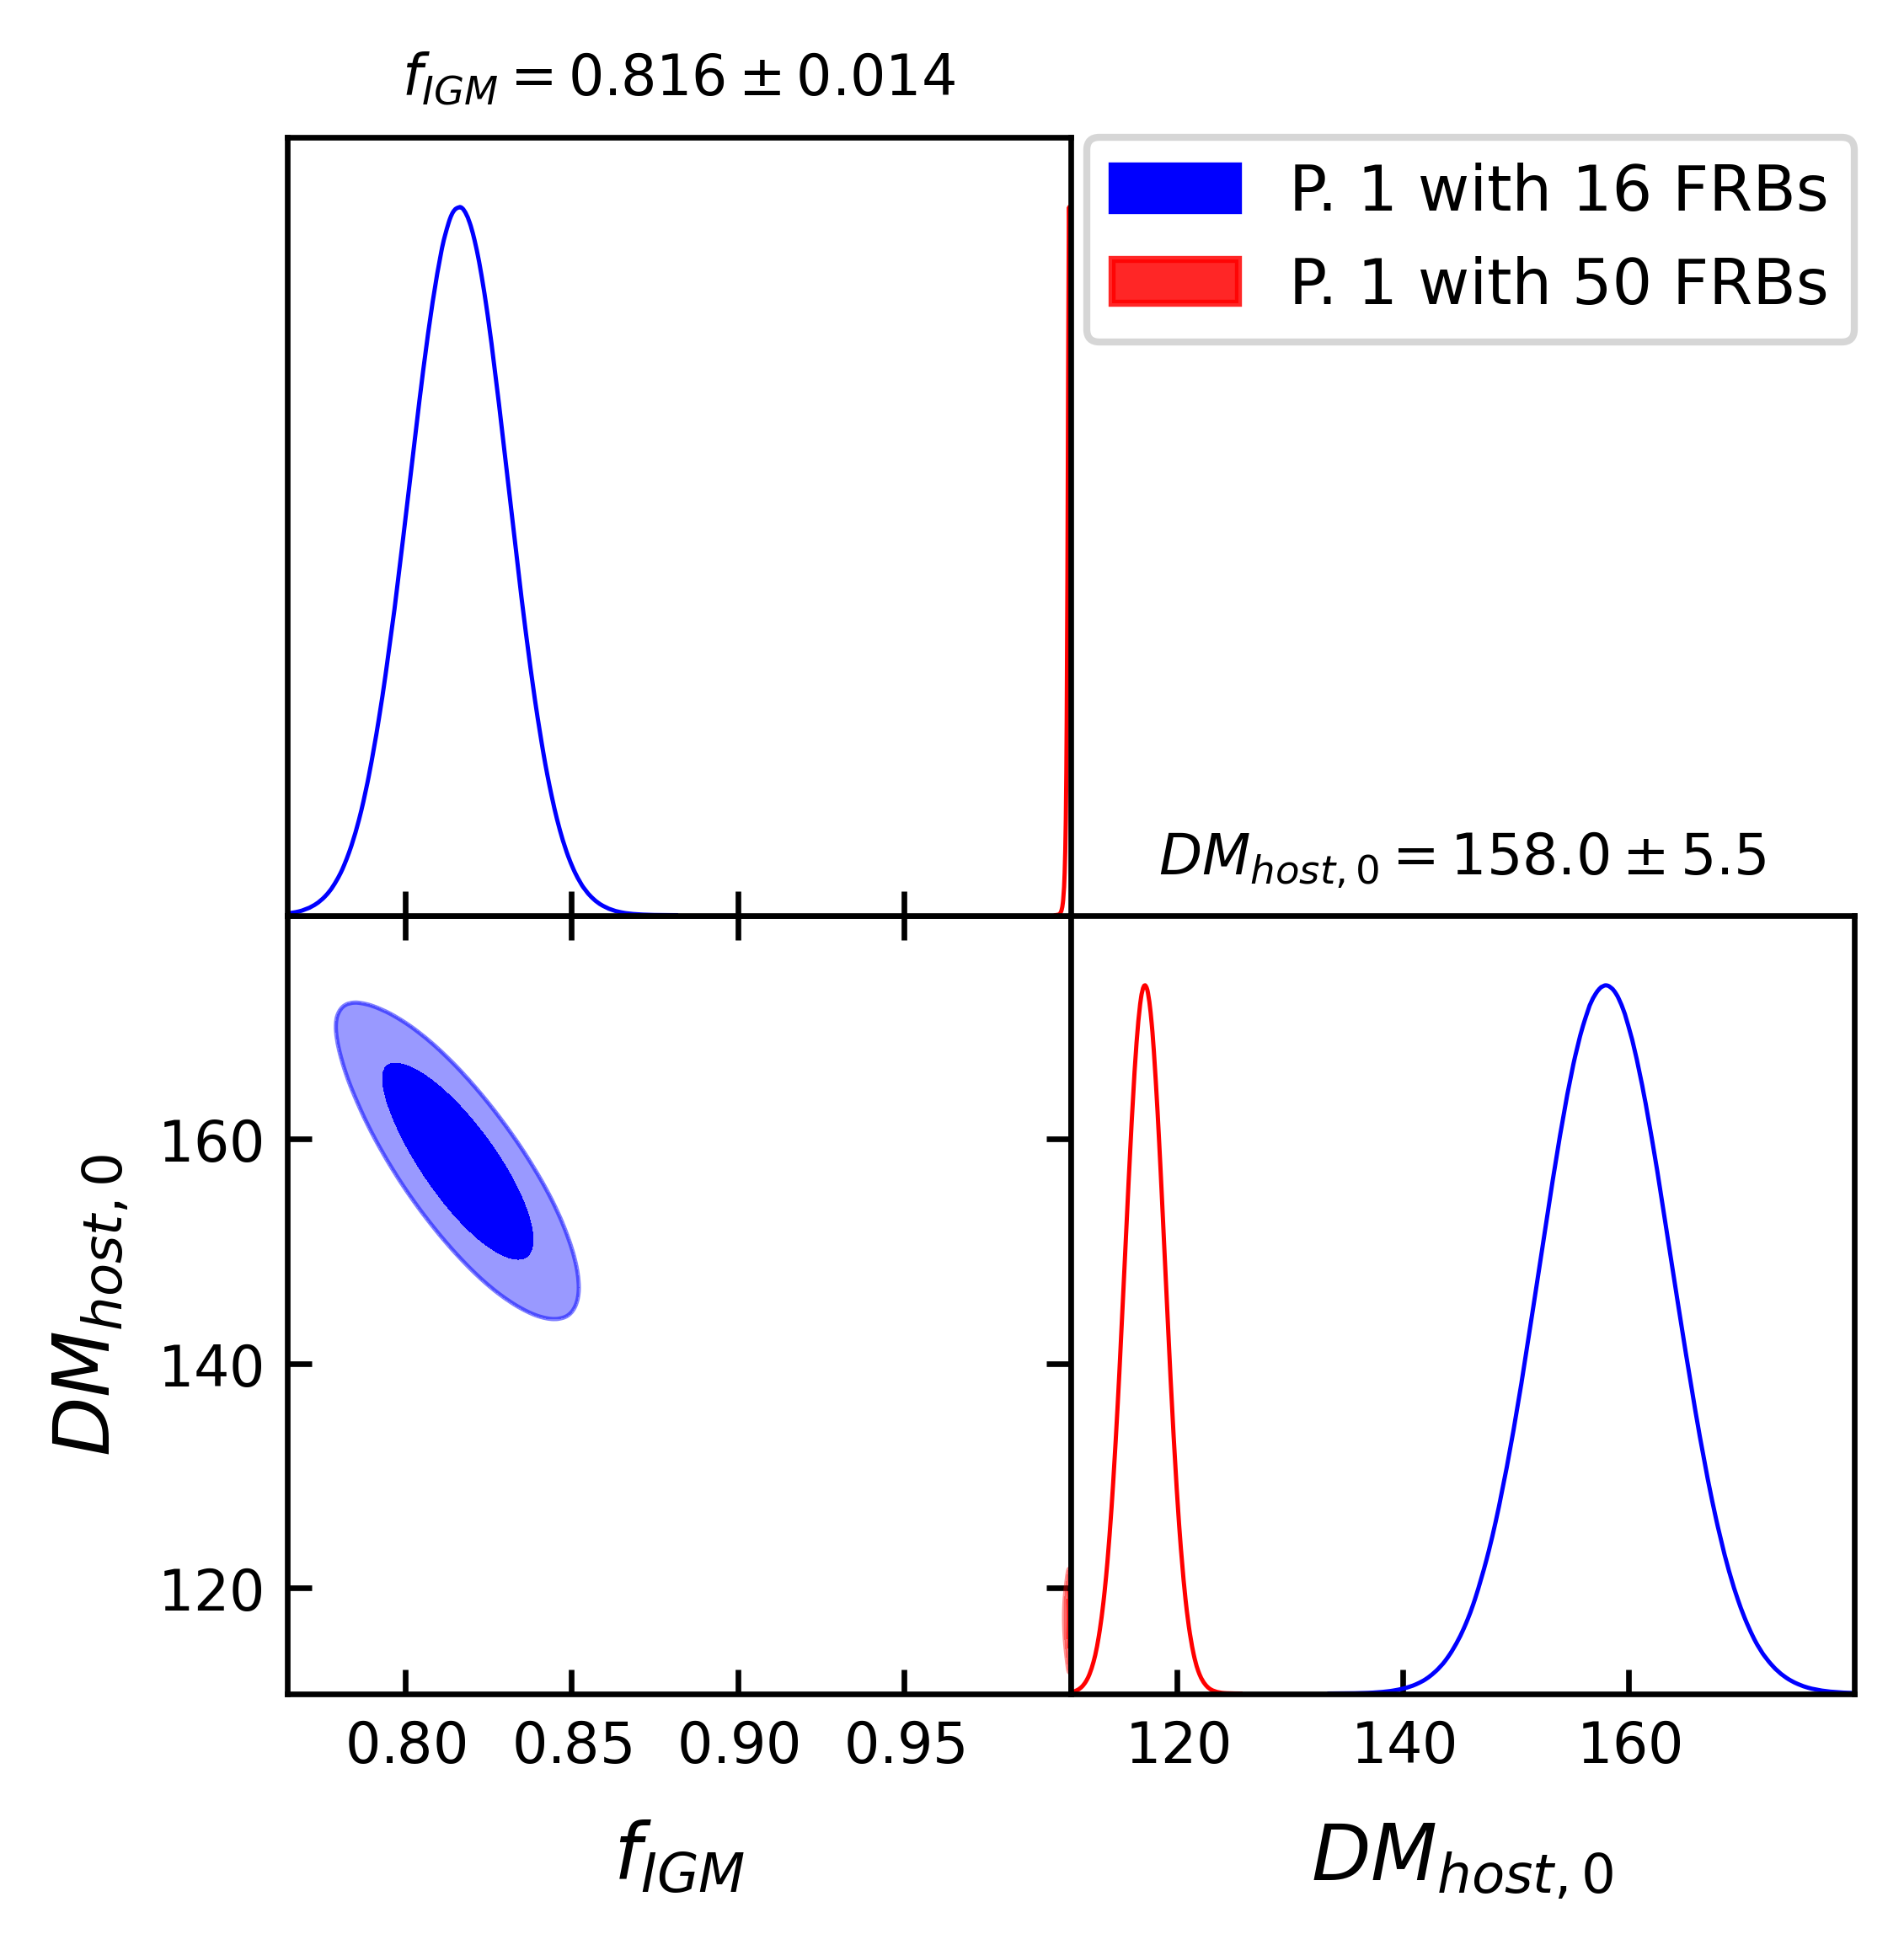 f_IGM = 0.816 ± 0.014
P. 1 with 16 FRBs
P. 1 with 50 FRBs
DM_host, 0 = 158.0 ± 5.5
DM_host, 0
160
140
120
0.80 0.85 0.90 0.95
120 140 160
f_IGM
DM_host, 0